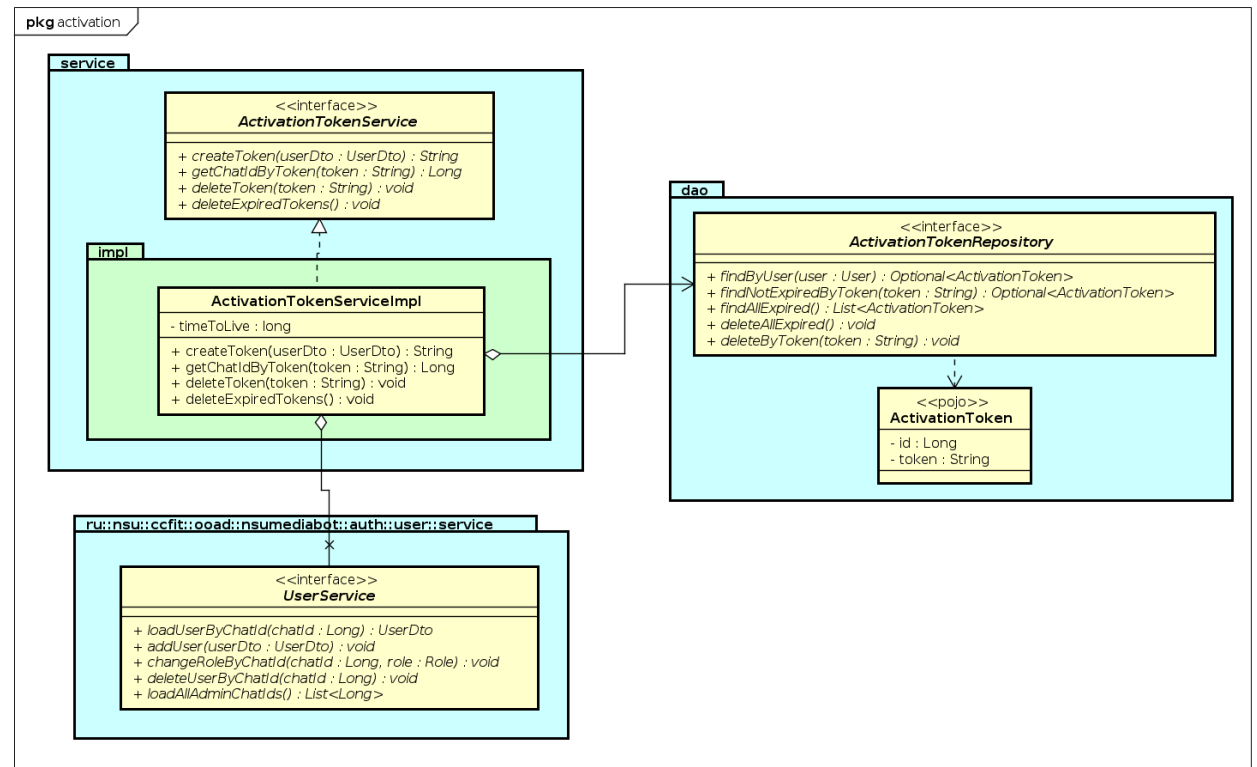 pkg activation
service
<<interface>>
ActivationTokenService
+ createToken(userDto : UserDto) : String
+ getChatIdByToken(token : String) : Long
+ deleteToken(token : String) : void
+ deleteExpiredTokens() : void
impl
ActivationTokenServiceImpl
- timeToLive : long
+ createToken(userDto : UserDto) : String
+ getChatIdByToken(token : String) : Long
+ deleteToken(token : String) : void
+ deleteExpiredTokens() : void
dao
<<interface>>
ActivationTokenRepository
+ findByUser(user : User) : Optional<ActivationToken>
+ findNotExpiredByToken(token : String) : Optional<ActivationToken>
+ findAllExpired() : List<ActivationToken>
+ deleteAllExpired() : void
+ deleteByToken(token : String) : void
<<pojo>>
ActivationToken
- id : Long
- token : String
ru::nsu::ccfit::ooad::nsumediabot::auth::user::service
<<interface>>
UserService
+ loadUserByChatId(chatId : Long) : UserDto
+ addUser(userDto : UserDto) : void
+ changeRoleByChatId(chatId : Long, role : Role) : void
+ deleteUserByChatId(chatId : Long) : void
+ loadAllAdminChatIds() : List<Long>